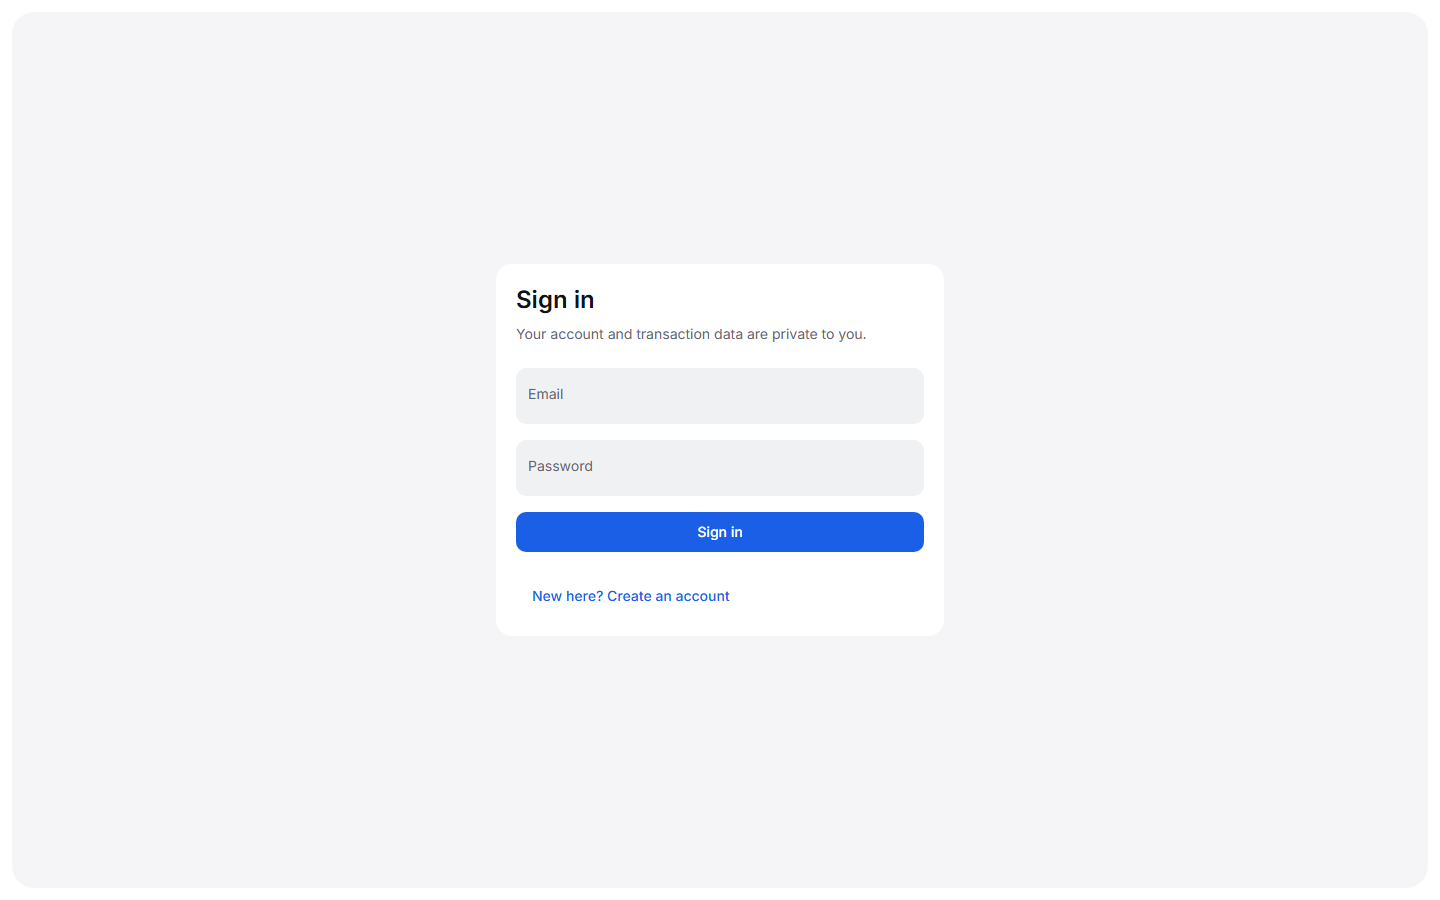 Sign in
Your account and transaction data are private to you.
Email
Password
Sign in
New here? Create an account